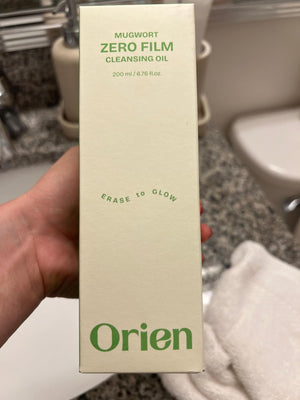 MUGWORT
ZERO FILM
CLEANSING OIL
200 ml / 6.76 fl.oz.
ERASE to GLOW
Orien